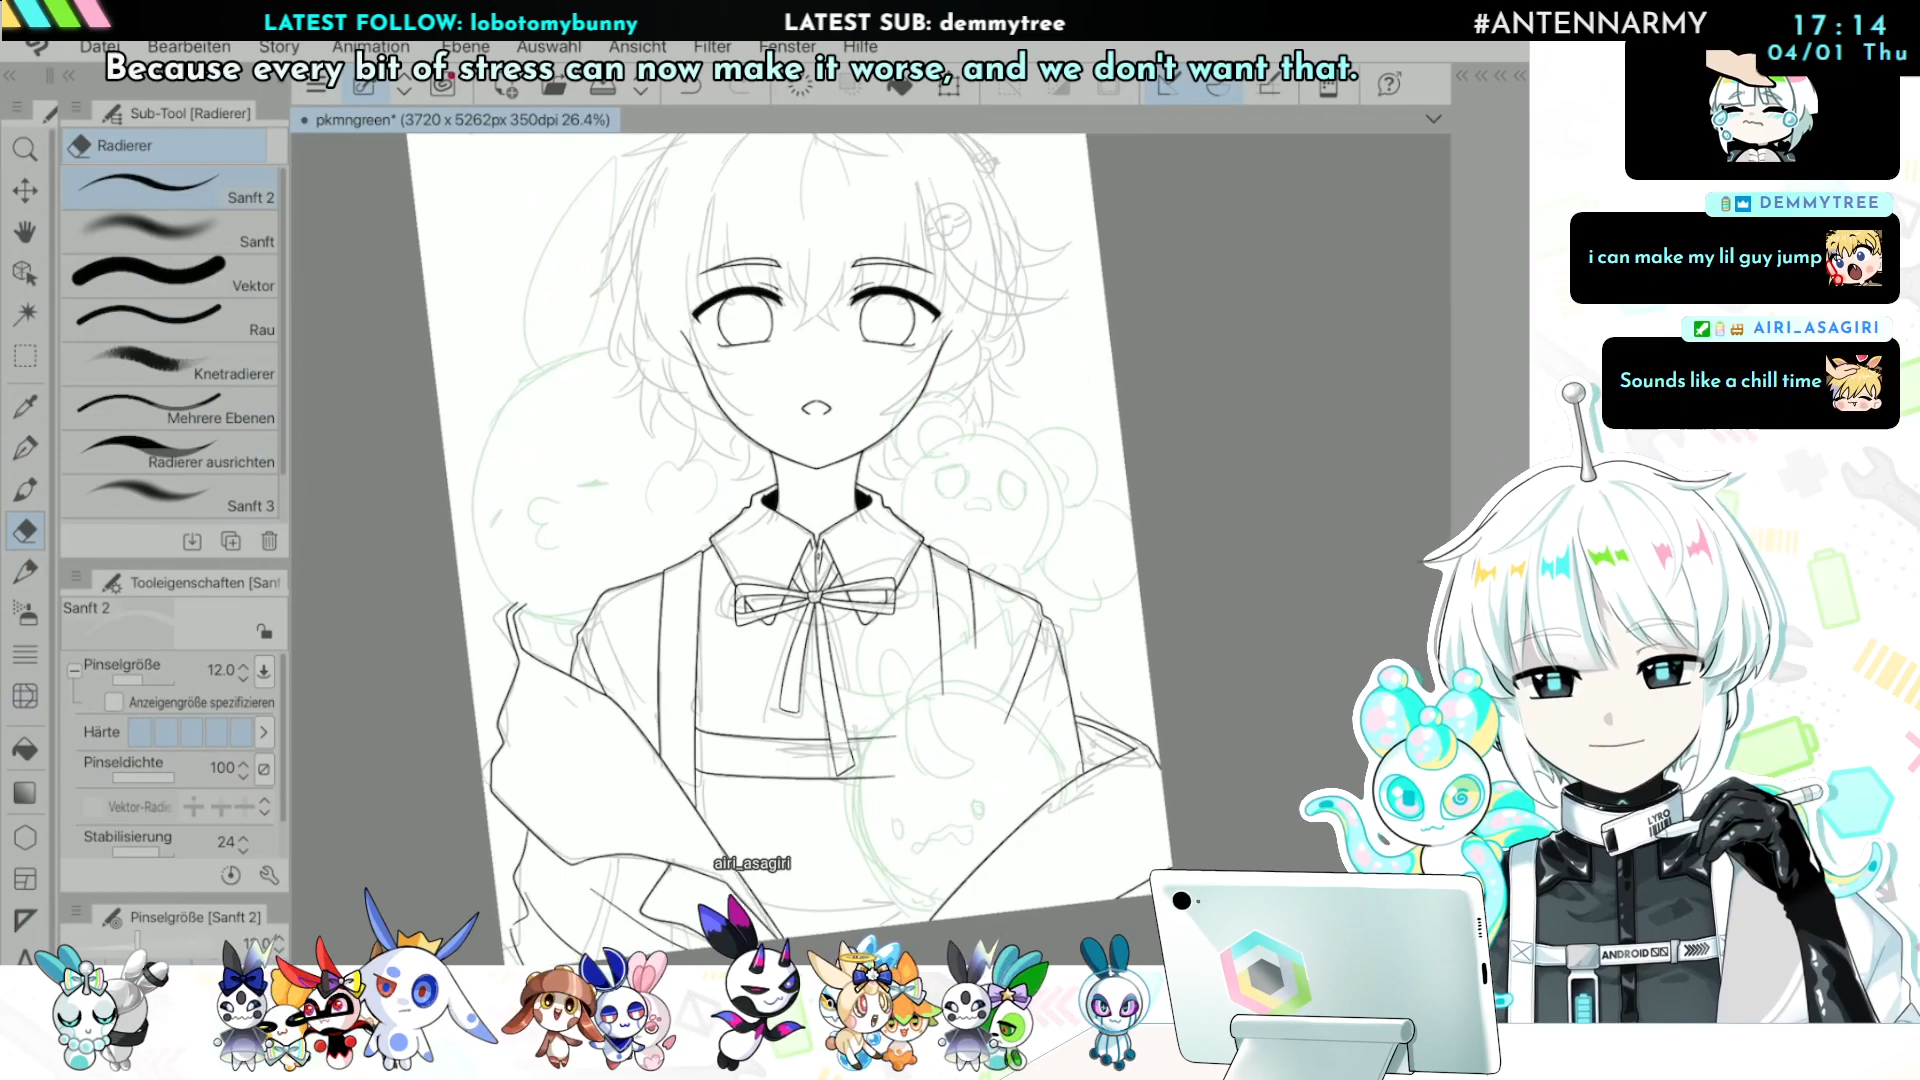 LATEST FOLLOW: lobotomybunny
LATEST SUB: demmytree
#ANTENNARMY
17:14
04/01 Thu
Datei Bearbeiten Story Animation Ebene Auswahl Ansicht Filter Fenster Hilfe
Because every bit of stress can now make it worse, and we don't want that.
Sub-Tool [Radierer]
pkmngreen* (3720 x 5262px 350dpi 26.4%)
Radierer
Sanft 2
Sanft
Vektor
Rau
Knetradierer
Mehrere Ebenen
Radierer ausrichten
Sanft 3
Tooleigenschaften [Sanf
Sanft 2
Pinselgröße 12.0
Anzeigengröße spezifizieren
Härte
Pinseldichte 100
Vektor-Radie
Stabilisierung 24
Pinselgröße [Sanft 2]
DEMMYTREE
i can make my lil guy jump
AIRI_ASAGIRI
Sounds like a chill time
airi_asagiri
LYRO
ANDROID